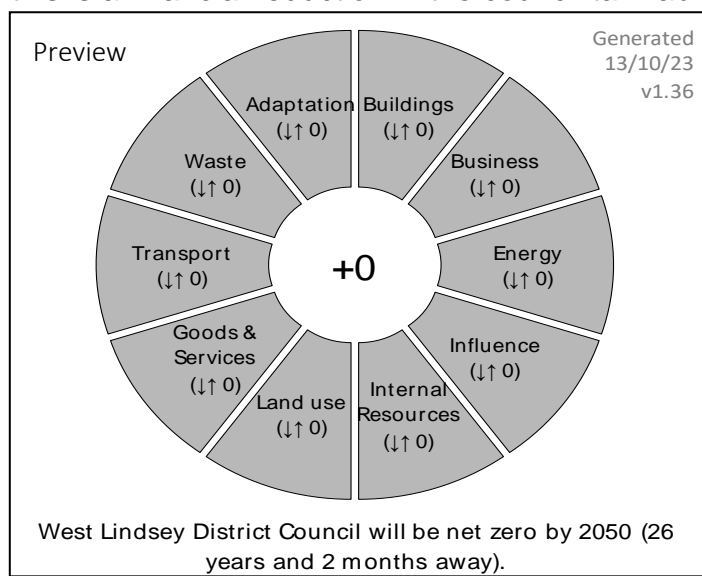 Preview
Generated
13/10/23
v1.36
Adaptation
(↓↑ 0)
Buildings
(↓↑ 0)
Waste
(↓↑ 0)
Business
(↓↑ 0)
Transport
(↓↑ 0)
+0
Energy
(↓↑ 0)
Goods &
Services
(↓↑ 0)
Influence
(↓↑ 0)
Land use
(↓↑ 0)
Internal
Resources
(↓↑ 0)
West Lindsey District Council will be net zero by 2050 (26
years and 2 months away).